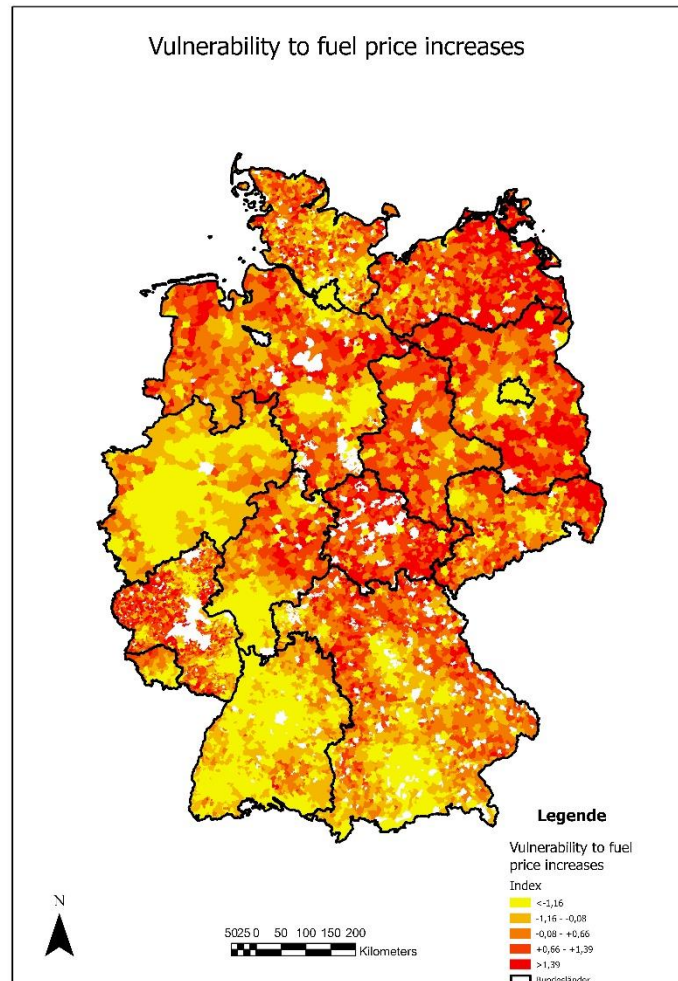 Vulnerability to fuel price increases
Legende
Vulnerability to fuel
price increases
Index
<-1,16
-1,16 - -0,08
-0,08 - +0,66
+0,66 - +1,39
>1,39
Bundesländer
N
5025 0 50 100 150 200
Kilometers